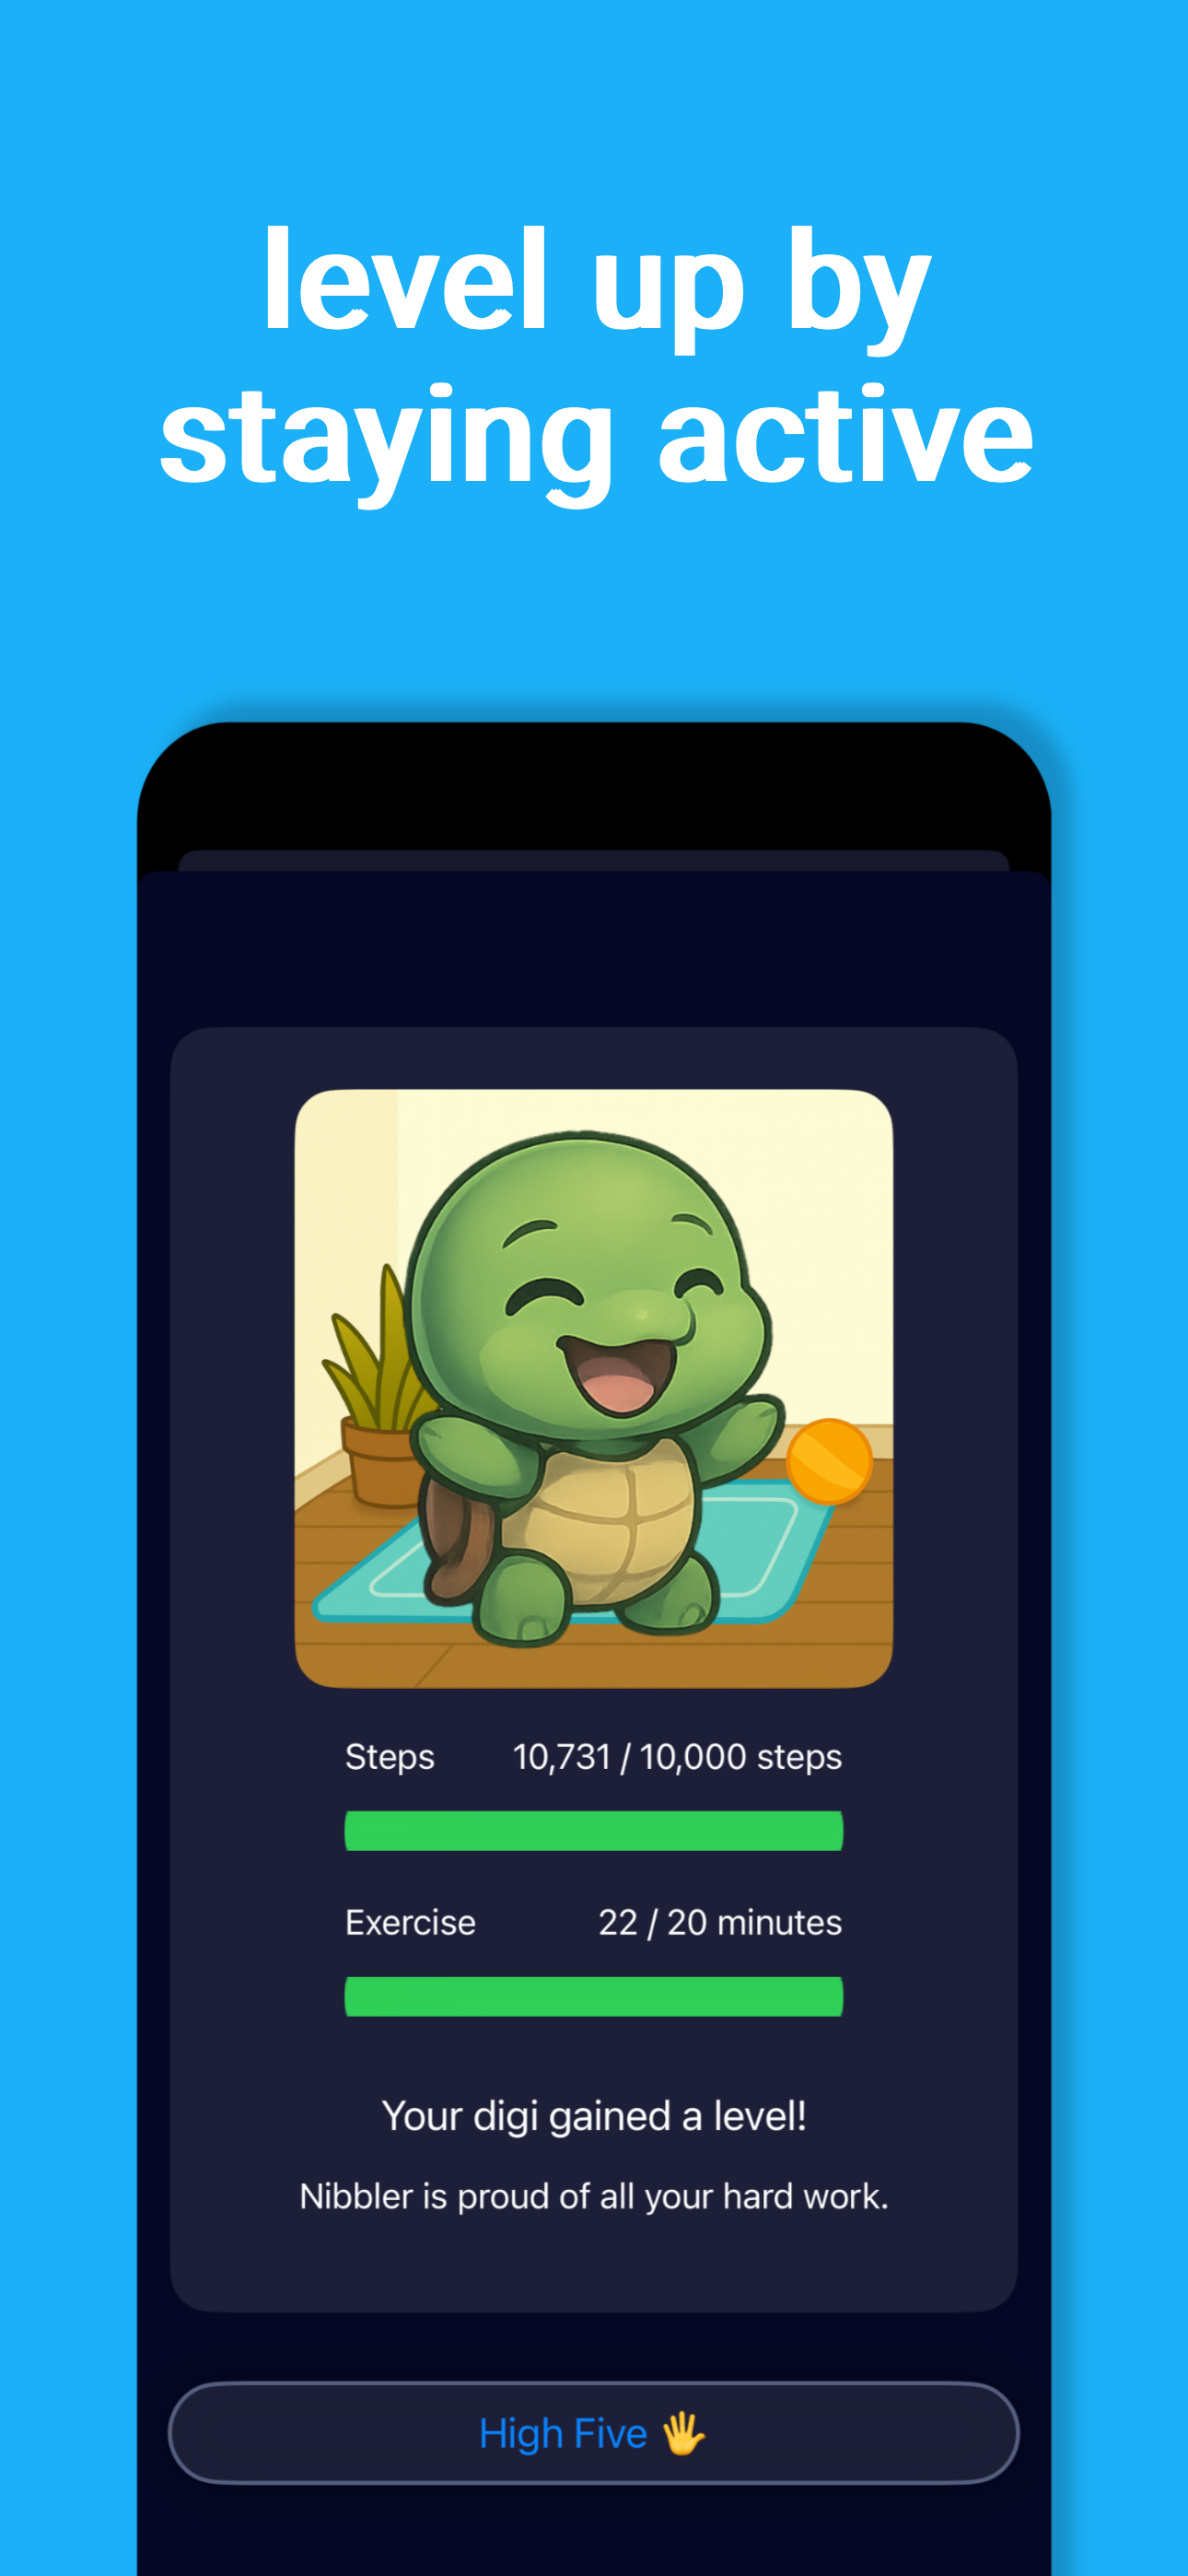 level up by
staying active
Steps 10,731 / 10,000 steps
Exercise 22 / 20 minutes
Your digi gained a level!
Nibbler is proud of all your hard work.
High Five 🖐️